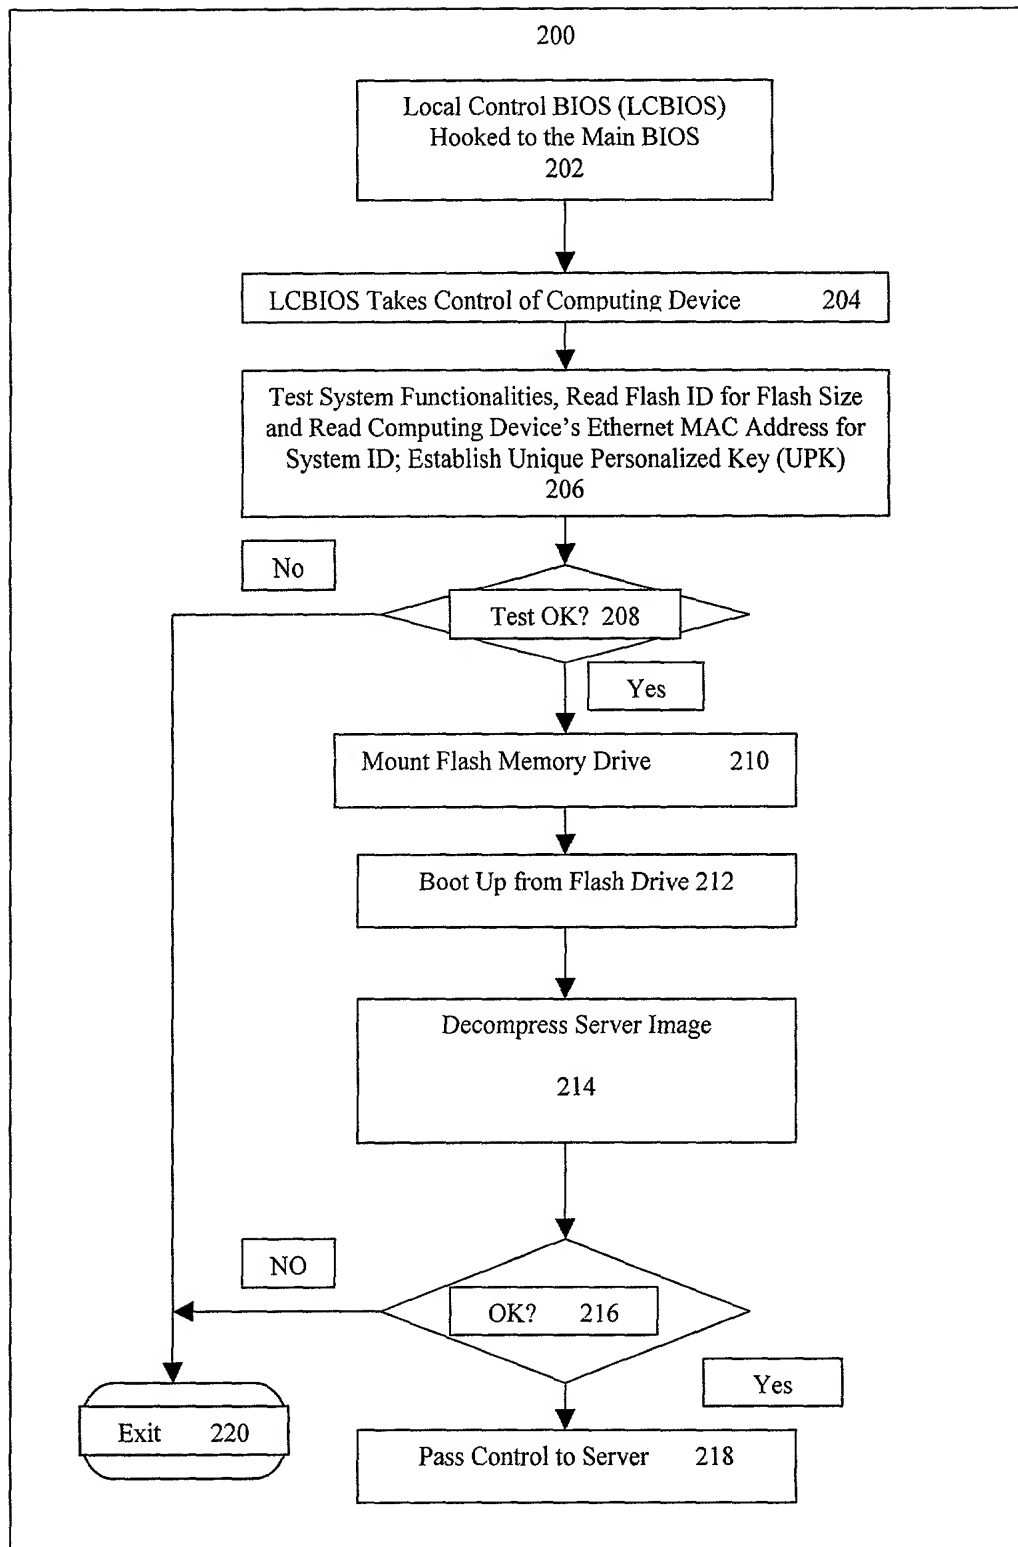 200
Local Control BIOS (LCBIOS)
Hooked to the Main BIOS
202
LCBIOS Takes Control of Computing Device 204
Test System Functionalities, Read Flash ID for Flash Size
and Read Computing Device's Ethernet MAC Address for
System ID; Establish Unique Personalized Key (UPK)
206
No
Test OK? 208
Yes
Mount Flash Memory Drive 210
Boot Up from Flash Drive 212
Decompress Server Image
214
NO
OK? 216
Yes
Exit 220
Pass Control to Server 218